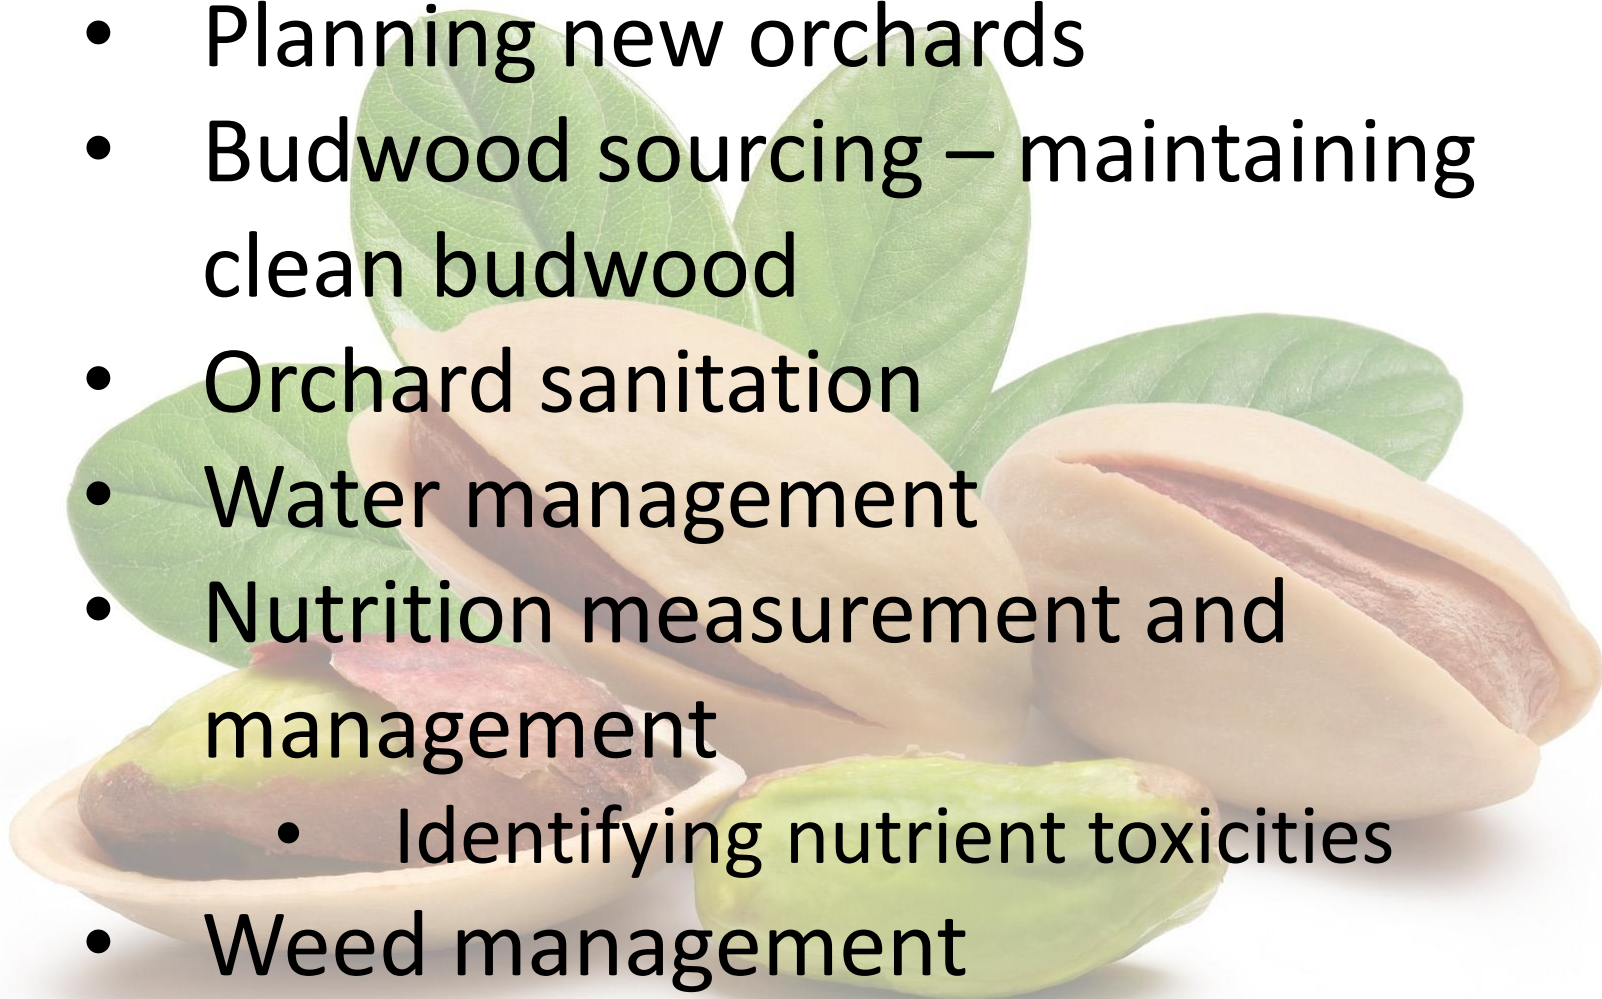 • Planning new orchards
• Budwood sourcing – maintaining
clean budwood
• Orchard sanitation
• Water management
• Nutrition measurement and
management
• Identifying nutrient toxicities
• Weed management